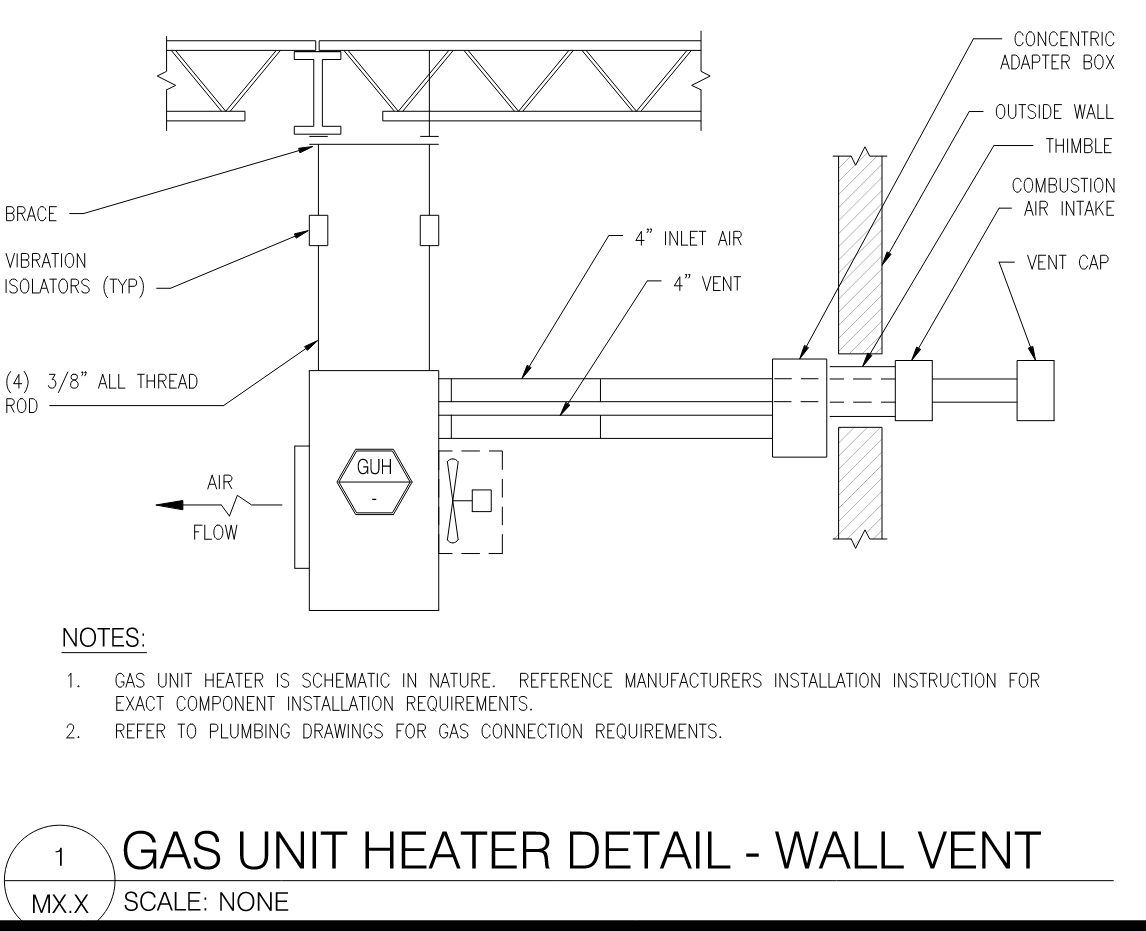 CONCENTRIC
ADAPTER BOX
OUTSIDE WALL
THIMBLE
COMBUSTION
AIR INTAKE
VENT CAP
BRACE
VIBRATION
ISOLATORS (TYP)
4" INLET AIR
4" VENT
(4) 3/8" ALL THREAD
ROD
GUH
-
AIR
FLOW
NOTES:
1. GAS UNIT HEATER IS SCHEMATIC IN NATURE. REFERENCE MANUFACTURERS INSTALLATION INSTRUCTION FOR
EXACT COMPONENT INSTALLATION REQUIREMENTS.
2. REFER TO PLUMBING DRAWINGS FOR GAS CONNECTION REQUIREMENTS.
1
MX.X
GAS UNIT HEATER DETAIL - WALL VENT
SCALE: NONE